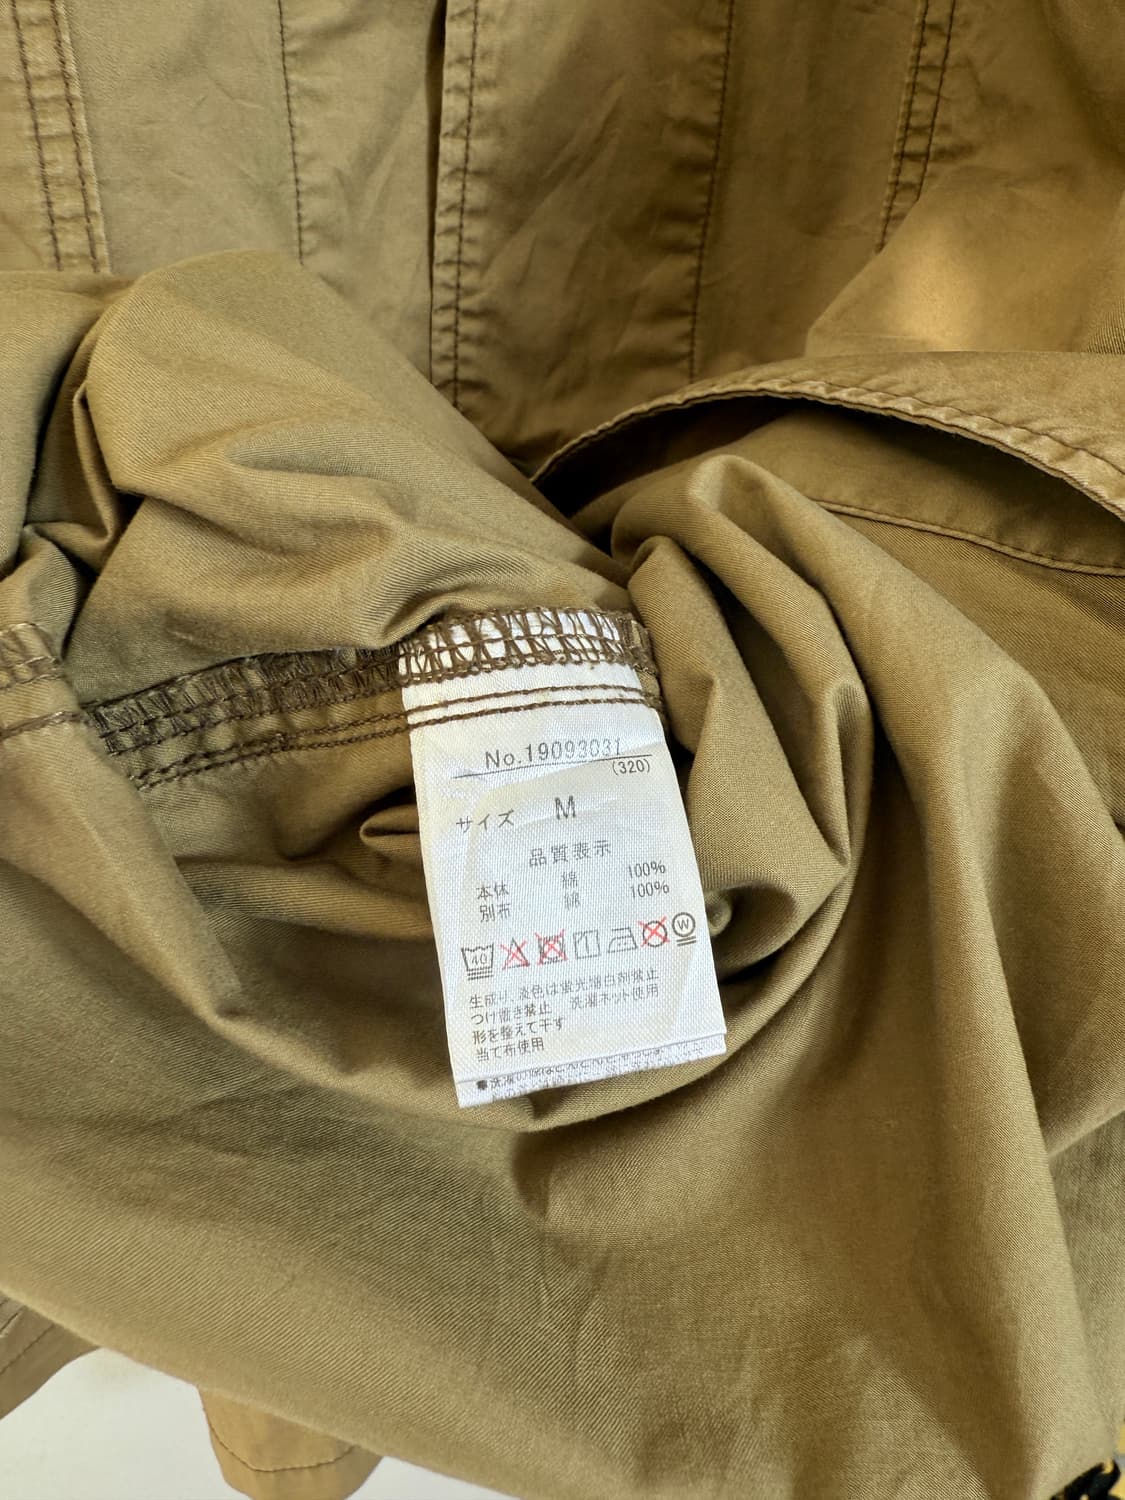 No.19093031
(320)
サイズ M
品質表示
本体 綿 100%
別布 綿 100%
40 W
生成り、淡色は蛍光増白剤禁止
つけ置き禁止 洗濯ネット使用
形を整えて干す
当て布使用